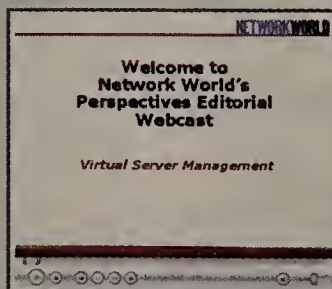 NETWORKWORLD
Welcome to
Network World's
Perspectives Editorial
Webcast
Virtual Server Management